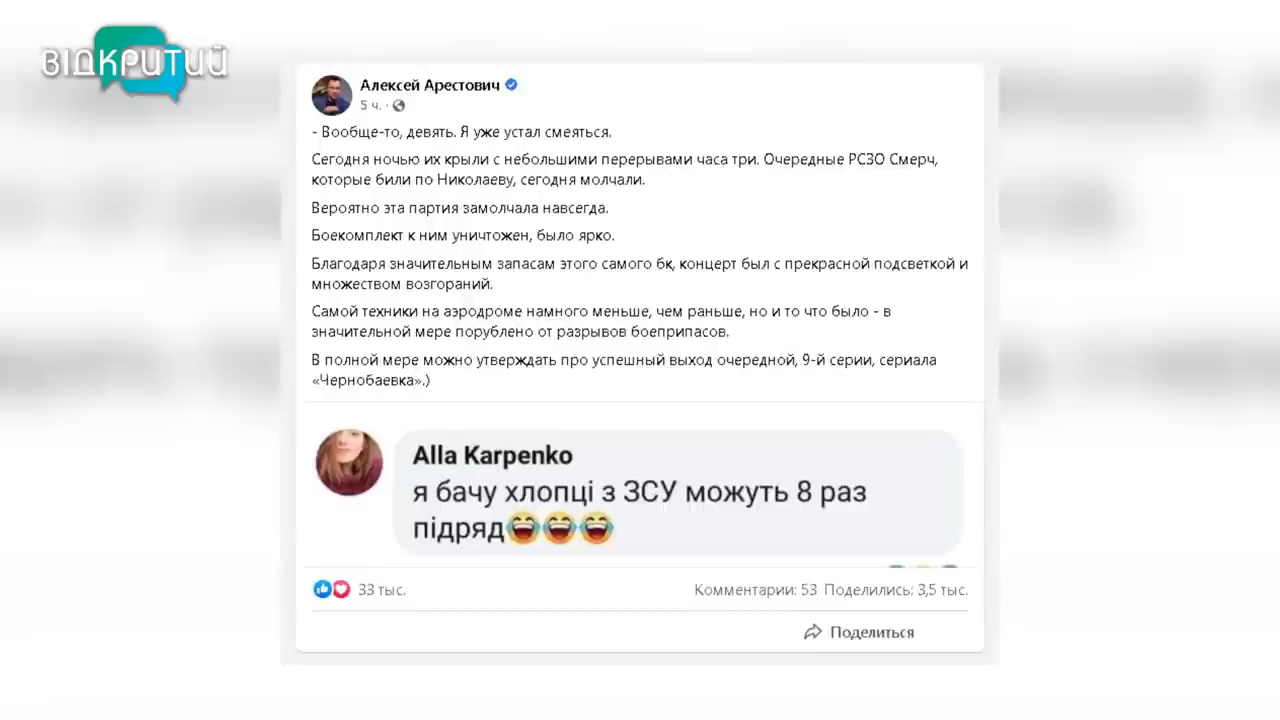 ВІДКРИТИЙ
Алексей Арестович
5 ч. ·
- Вообще-то, девять. Я уже устал смеяться.
Сегодня ночью их крыли с небольшими перерывами часа три. Очередные РСЗО Смерч,
которые били по Николаеву, сегодня молчали.
Вероятно эта партия замолчала навсегда.
Боекомплект к ним уничтожен, было ярко.
Благодаря значительным запасам этого самого бк, концерт был с прекрасной подсветкой и
множеством возгораний.
Самой техники на аэродроме намного меньше, чем раньше, но и то что было - в
значительной мере порублено от разрывов боеприпасов.
В полной мере можно утверждать про успешный выход очередной, 9-й серии, сериала
«Чернобаевка».)
Alla Karpenko
я бачу хлопці з ЗСУ можуть 8 раз
підряд😂😂😂
33 тыс.
Комментарии: 53 Поделились: 3,5 тыс.
Поделиться